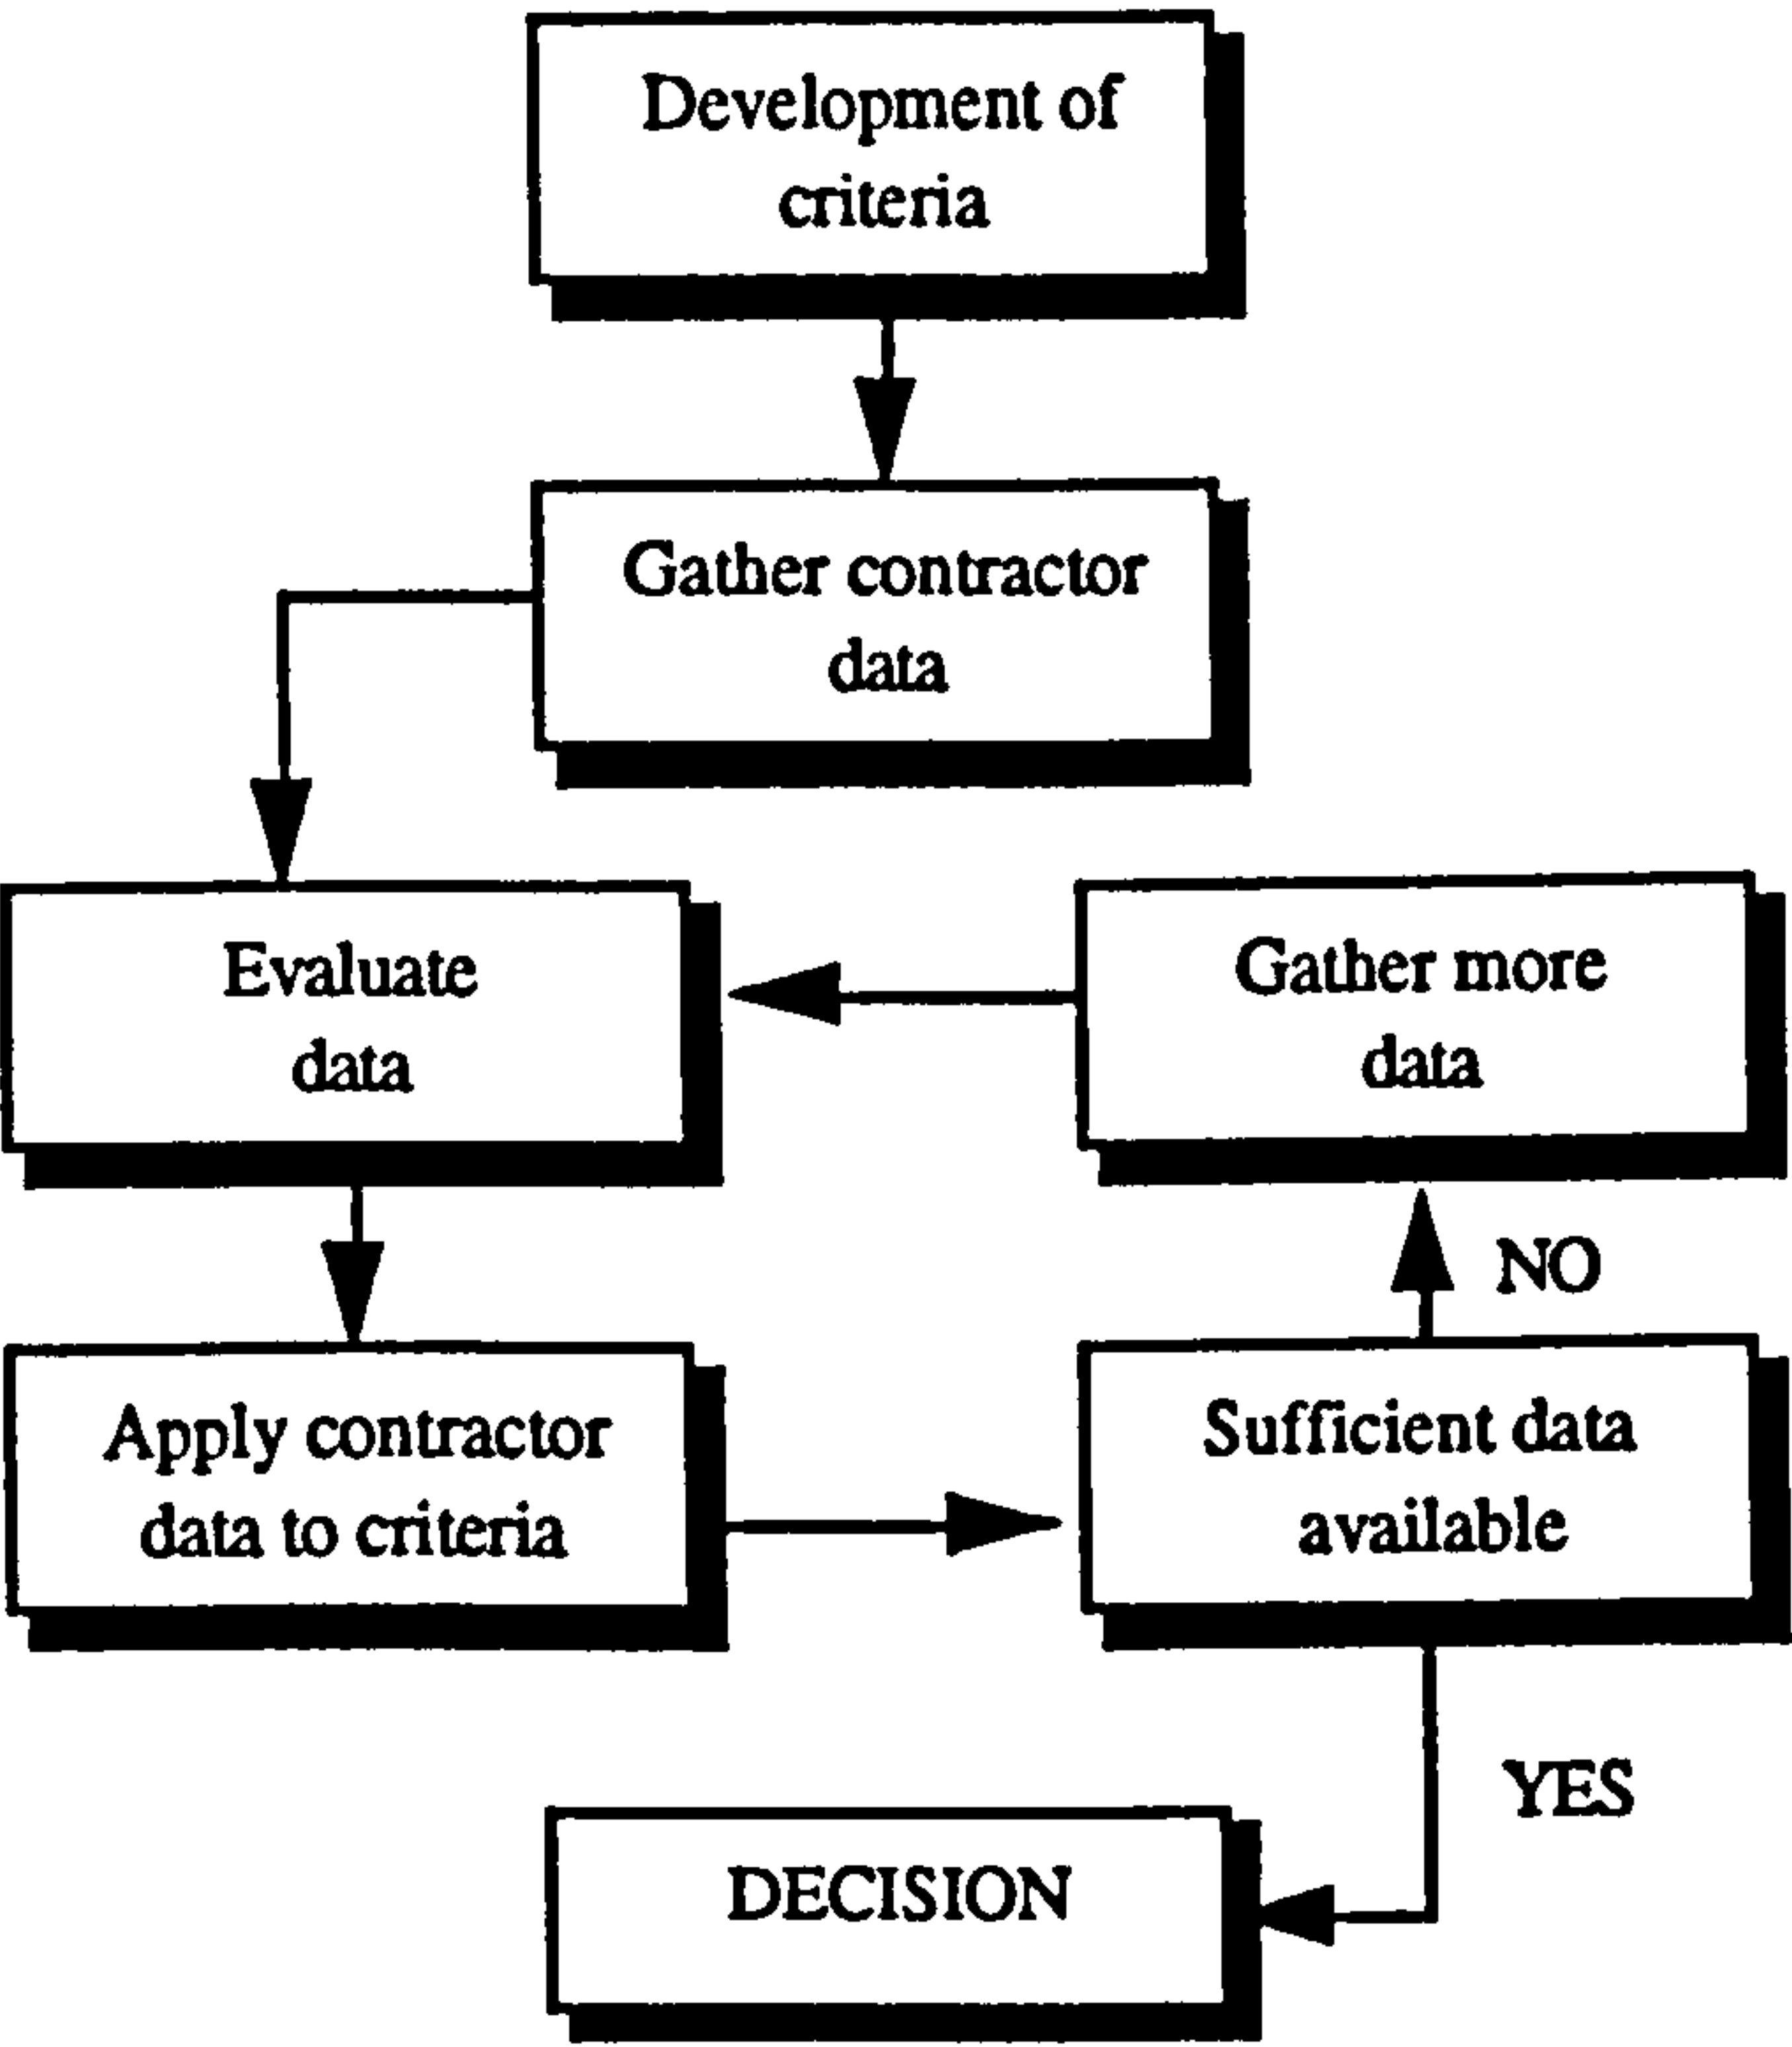 Development of
criteria
Gather contractor
data
Evaluate
data
Gather more
data
NO
Apply contractor
data to criteria
Sufficient data
available
YES
DECISION